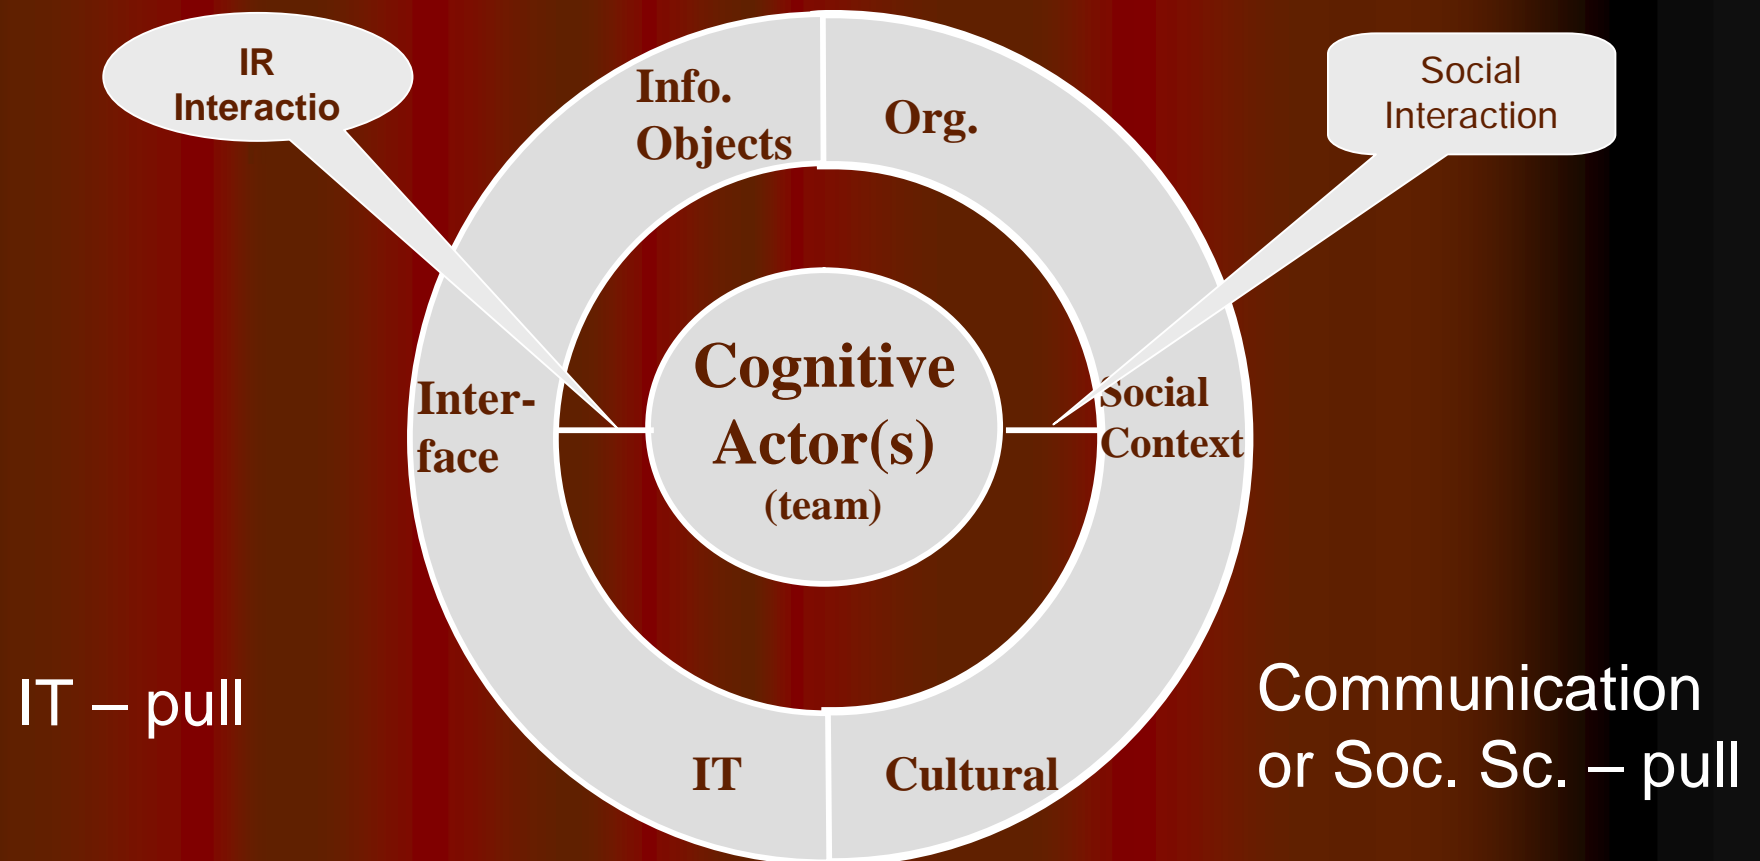 IR
Interactio
Social
Interaction
Info.
Objects
Org.
Inter-
face
Cognitive
Actor(s)
(team)
Social
Context
IT – pull
Communication
or Soc. Sc. – pull
IT
Cultural